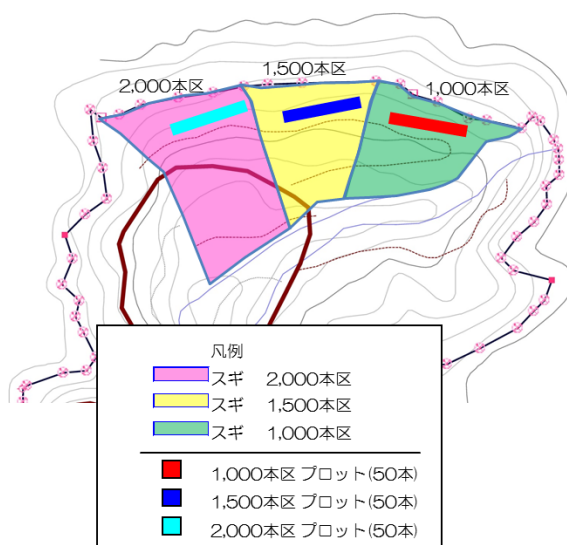 1,500本区
2,000本区
1,000本区
凡例
スギ 2,000本区
スギ 1,500本区
スギ 1,000本区
1,000本区 プロット(50本)
1,500本区 プロット(50本)
2,000本区 プロット(50本)